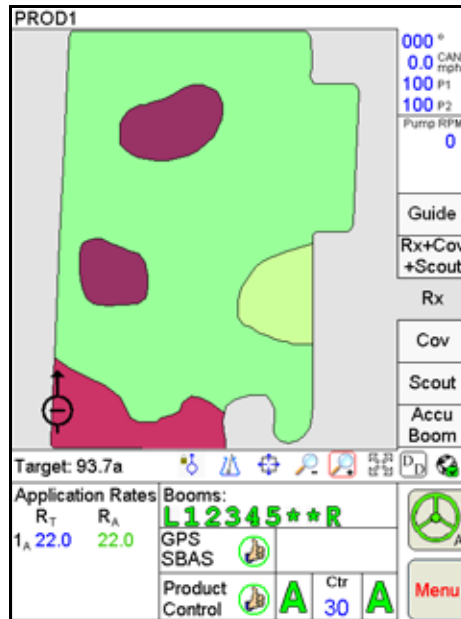 PROD1
000 °
0.0 CAN mph
100 P1
100 P2
Pump RPM
0
Guide
Rx+Cov
+Scout
Rx
Cov
Scout
Accu
Boom
Target: 93.7a
DD
Application Rates
RT RA
1A 22.0 22.0
Booms:
L12345**R
GPS
SBAS
Product
Control
A
Ctr
30
A
A
Menu